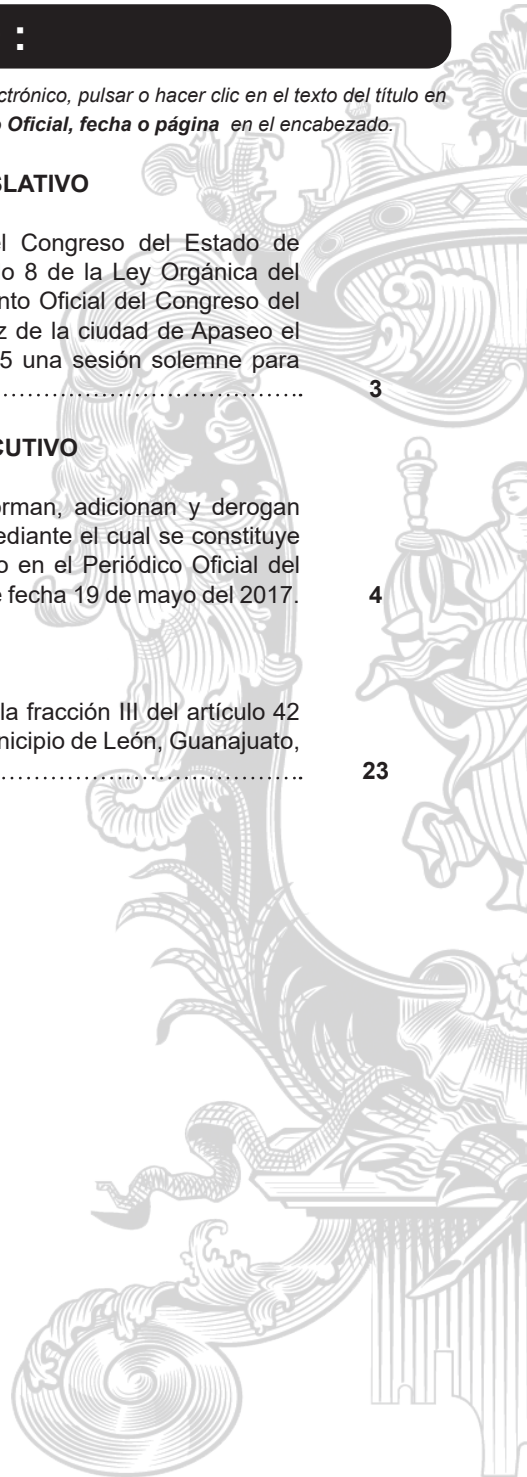 :
ctrónico, pulsar o hacer clic en el texto del título en
o Oficial, fecha o página en el encabezado.
SLATIVO
el Congreso del Estado de
o 8 de la Ley Orgánica del
nto Oficial del Congreso del
z de la ciudad de Apaseo el
5 una sesión solemne para
……………………………………. 3
CUTIVO
orman, adicionan y derogan
ediante el cual se constituye
o en el Periódico Oficial del
e fecha 19 de mayo del 2017. 4
la fracción III del artículo 42
nicipio de León, Guanajuato,
……………………………………. 23